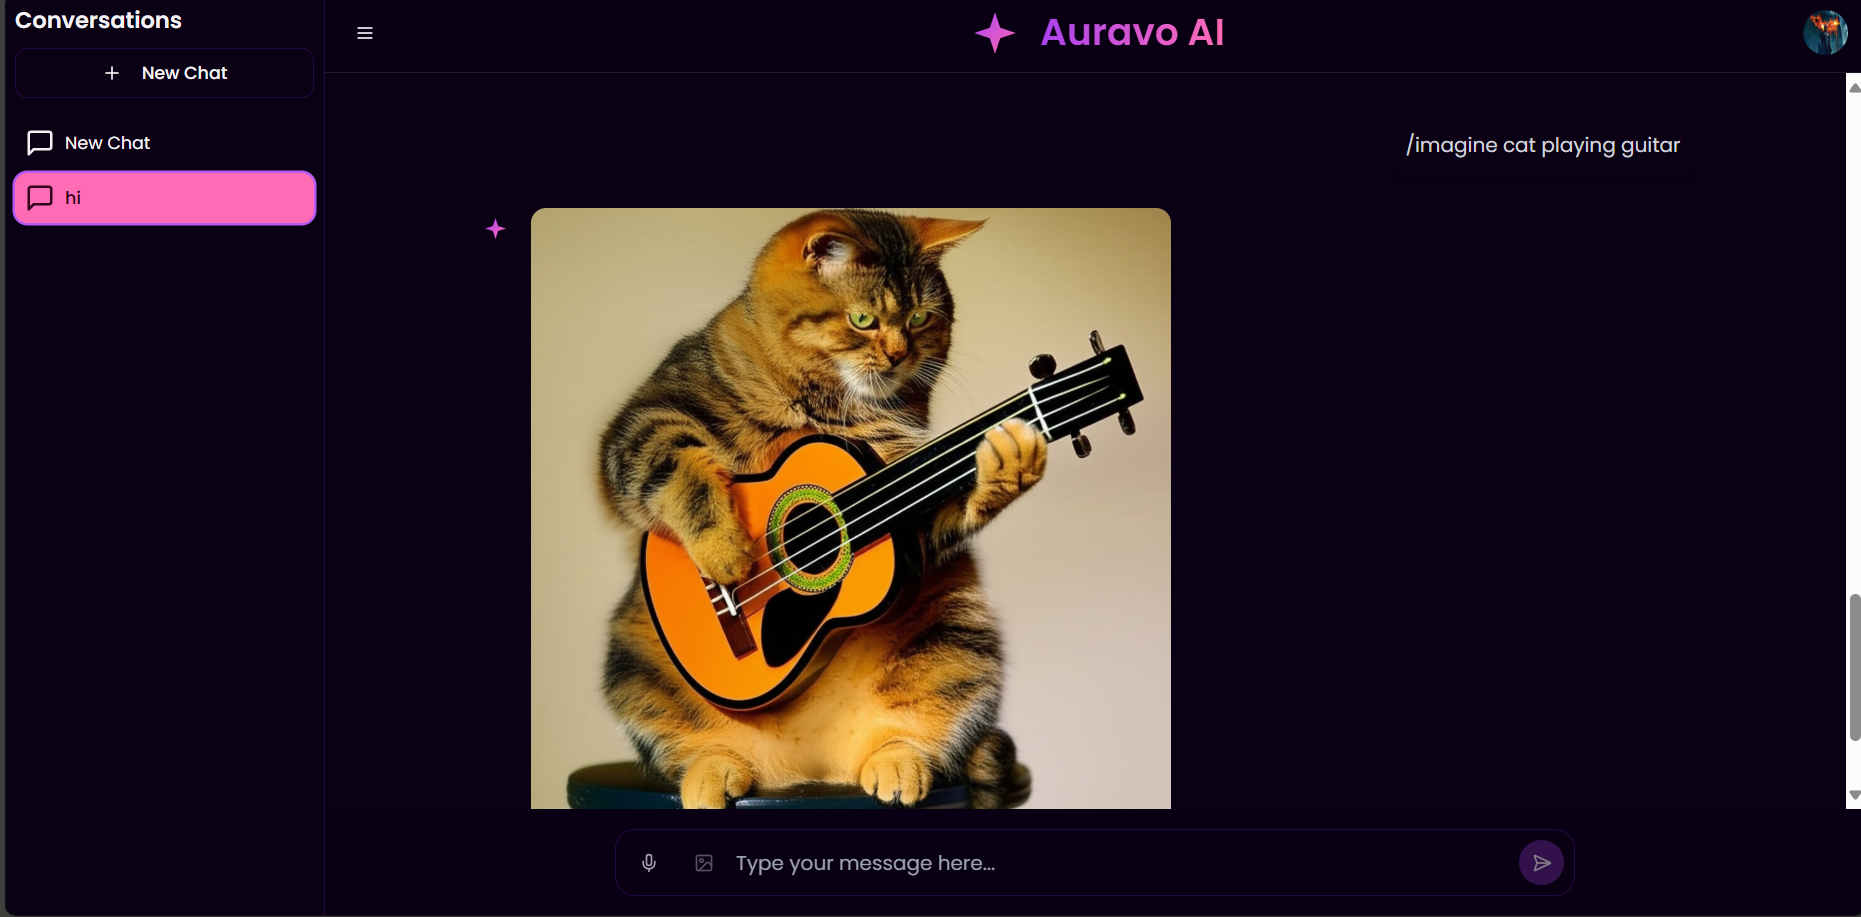 Conversations
New Chat
New Chat
hi
Auravo AI
/imagine cat playing guitar
Type your message here...